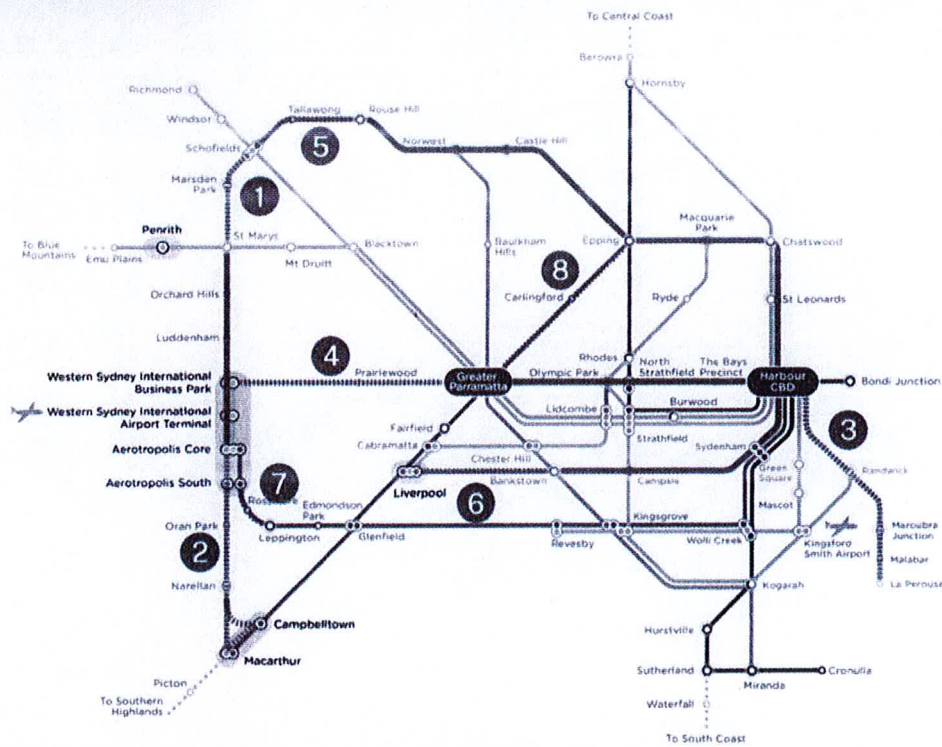 To Central Coast
Berowra
Hornsby
Richmond
Windsor
Tallawong
Rouse Hill
Schofields
5
Norwest
Castle Hill
Marsden
Park
1
Macquarie
Park
Penrith
To Blue
Mountains
Emu Plains
St Marys
Mt Druitt
Blacktown
Baulkham
Hills
Epping
Chatswood
8
Orchard Hills
Carlingford
Ryde
St Leonards
Luddenham
4
Rhodes
Western Sydney International
Business Park
Prairiewood
Greater
Parramatta
Olympic Park
North
Strathfield
The Bays
Precinct
Harbour
CBD
Bondi Junction
Western Sydney International
Airport Terminal
Lidcombe
Burwood
Fairfield
3
Aerotropolis Core
Cabramatta
Strathfield
Sydenham
Chester Hill
Bankstown
Campsie
Green
Square
Randwick
Aerotropolis South
7
Liverpool
6
Rossmore
Edmondson
Park
Mascot
Oran Park
Leppington
Glenfield
Revesby
Kingsgrove
Wolli Creek
Kingsford
Smith Airport
Maroubra
Junction
2
Malabar
Narellan
Kogarah
La Perouse
Campbelltown
Hurstville
Macarthur
Sutherland
Miranda
Cronulla
Picton
To Southern
Highlands
Waterfall
To South Coast